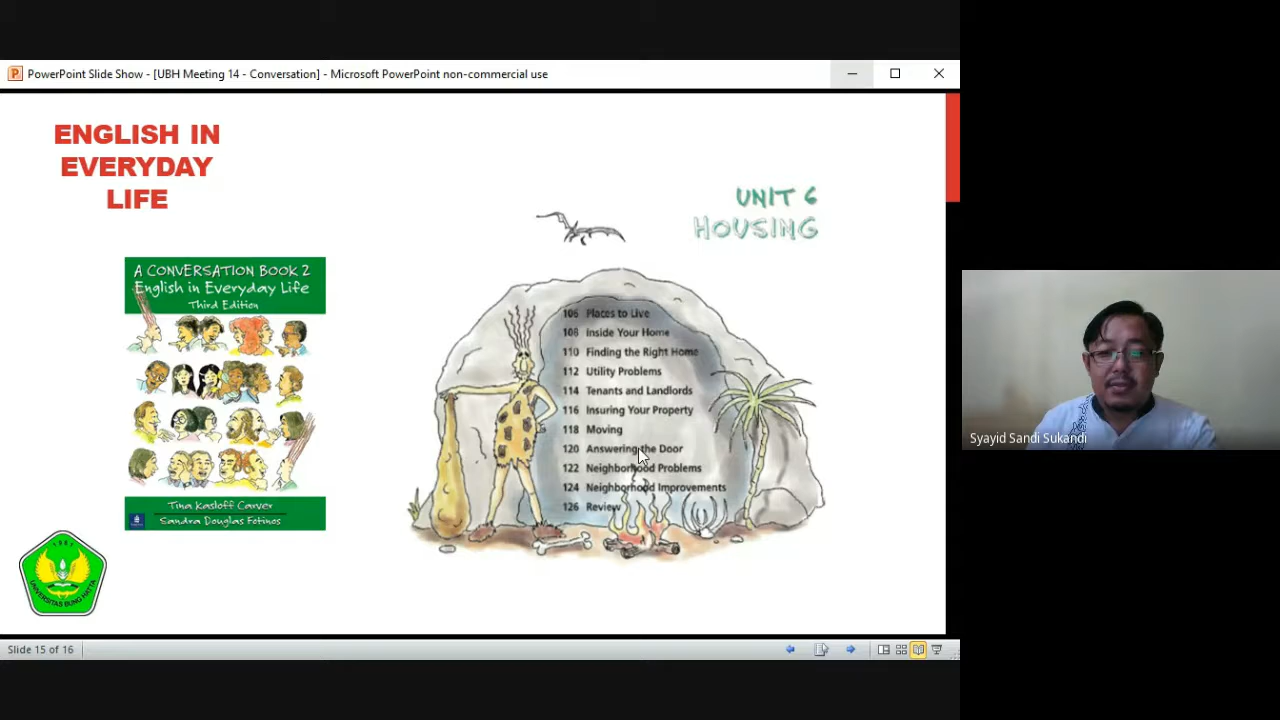 PowerPoint Slide Show - [UBH Meeting 14 - Conversation] - Microsoft PowerPoint non-commercial use
ENGLISH IN
EVERYDAY
LIFE
A CONVERSATION BOOK 2
English in Everyday Life
Third Edition
Tina Kasloff Carver
Sandra Douglas Fotinos
1981
UNIVERSITAS BUNG HATTA
UNIT 6
HOUSING
106 Places to Live
108 Inside Your Home
110 Finding the Right Home
112 Utility Problems
114 Tenants and Landlords
116 Insuring Your Property
118 Moving
120 Answering the Door
122 Neighborhood Problems
124 Neighborhood Improvements
126 Review
Syayid Sandi Sukandi
Slide 15 of 16